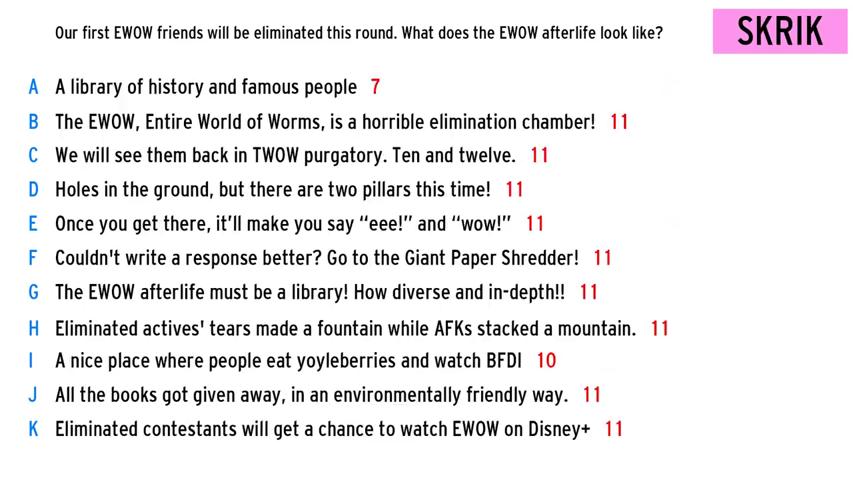 Our first EWOW friends will be eliminated this round. What does the EWOW afterlife look like?
SKRIK
A A library of history and famous people 7
B The EWOW, Entire World of Worms, is a horrible elimination chamber! 11
C We will see them back in TWOW purgatory. Ten and twelve. 11
D Holes in the ground, but there are two pillars this time! 11
E Once you get there, it'll make you say “eee!” and “wow!” 11
F Couldn't write a response better? Go to the Giant Paper Shredder! 11
G The EWOW afterlife must be a library! How diverse and in-depth!! 11
H Eliminated actives' tears made a fountain while AFKs stacked a mountain. 11
I A nice place where people eat yoyleberries and watch BFDI 10
J All the books got given away, in an environmentally friendly way. 11
K Eliminated contestants will get a chance to watch EWOW on Disney+ 11